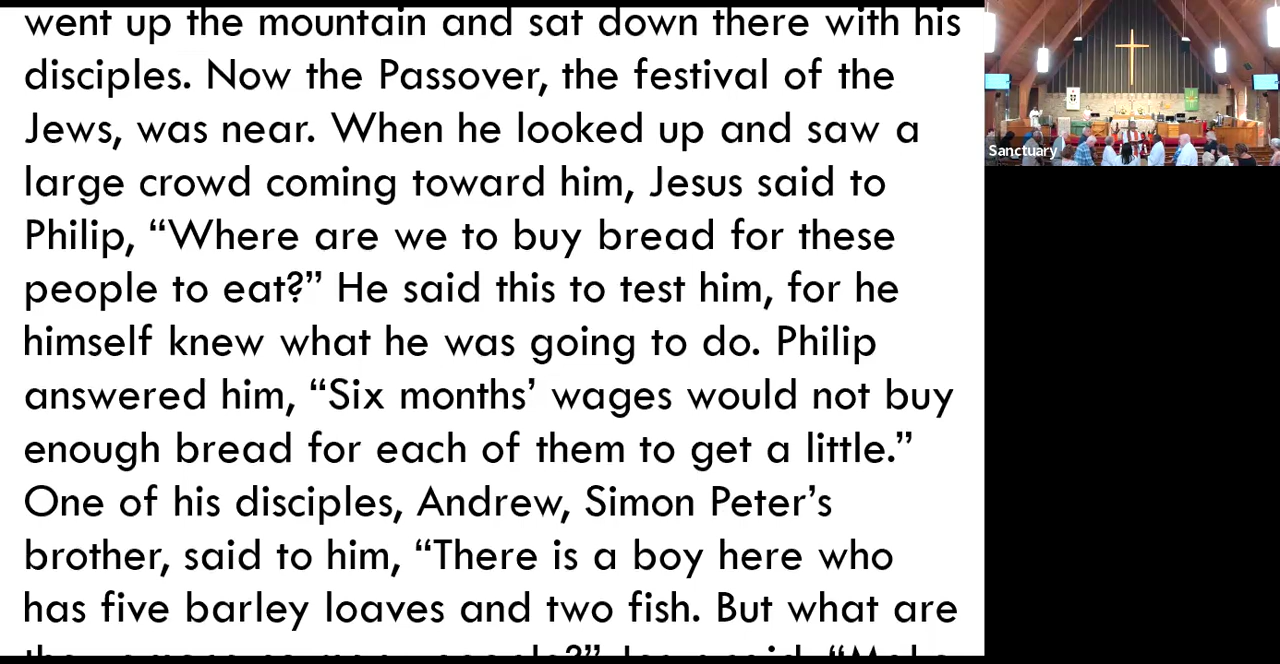 went up the mountain and sat down there with his
disciples. Now the Passover, the festival of the
Jews, was near. When he looked up and saw a
large crowd coming toward him, Jesus said to
Philip, “Where are we to buy bread for these
people to eat?” He said this to test him, for he
himself knew what he was going to do. Philip
answered him, “Six months’ wages would not buy
enough bread for each of them to get a little.”
One of his disciples, Andrew, Simon Peter’s
brother, said to him, “There is a boy here who
has five barley loaves and two fish. But what are
people?”
Sanctuary